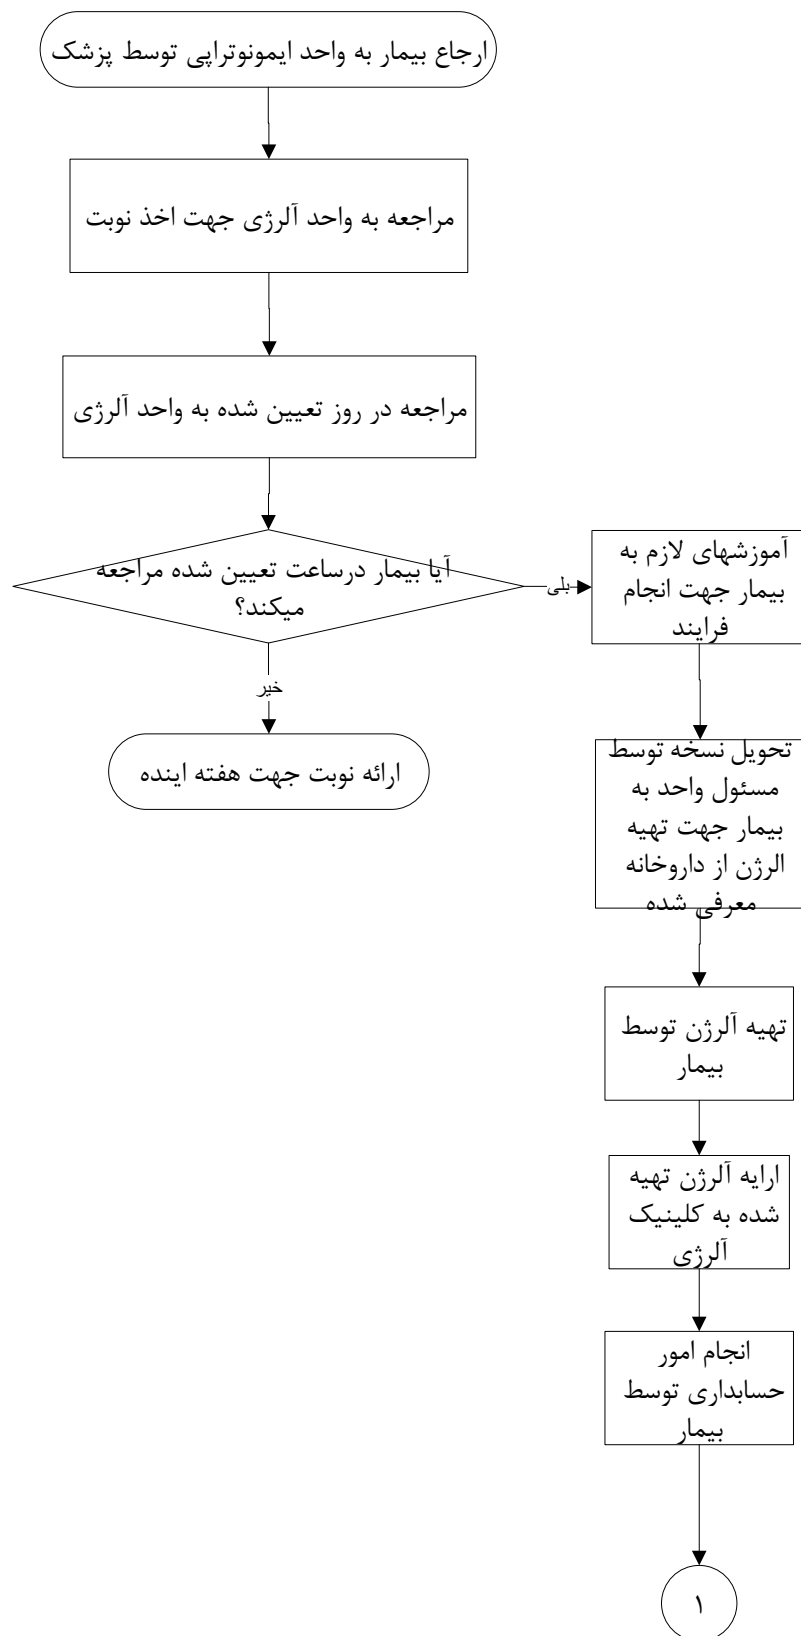 ارجاع بیمار به واحد ایمونوتراپی توسط پزشک
مراجعه به واحد آلرژی جهت اخذ نوبت
مراجعه در روز تعیین شده به واحد آلرژی
آیا بیمار درساعت تعیین شده مراجعه
میکند؟
بلی
خیر
ارائه نوبت جهت هفته اینده
آموزشهای لازم به
بیمار جهت انجام
فرایند
تحویل نسخه توسط
مسئول واحد به
بیمار جهت تهیه
الرژن از داروخانه
معرفی شده
تهیه آلرژن توسط
بیمار
ارایه آلرژن تهیه
شده به کلینیک
آلرژی
انجام امور
حسابداری توسط
بیمار
۱